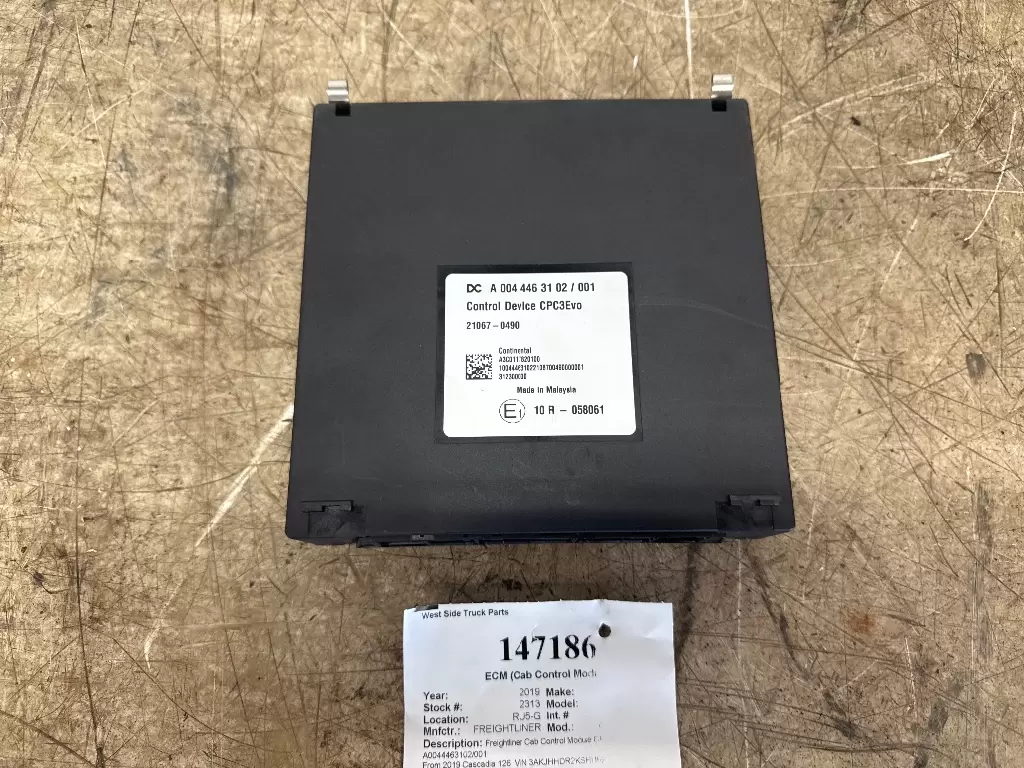 DC A 004 446 31 02 / 001
Control Device CPC3Evo
21067-0490
Continental
312300000
Made in Malaysia
E1 10 R - 058061
West Side Truck Parts
147186
ECM (Cab Control
Year: 2019 Make:
Stock #: 2313 Model:
Location: RJ5-G Int. #
Mnfctr.: FREIGHTLINER Mod.:
Description: Freightliner Cab Control Module
A0044463102/001
From 2019 Cascadia 126 VIN